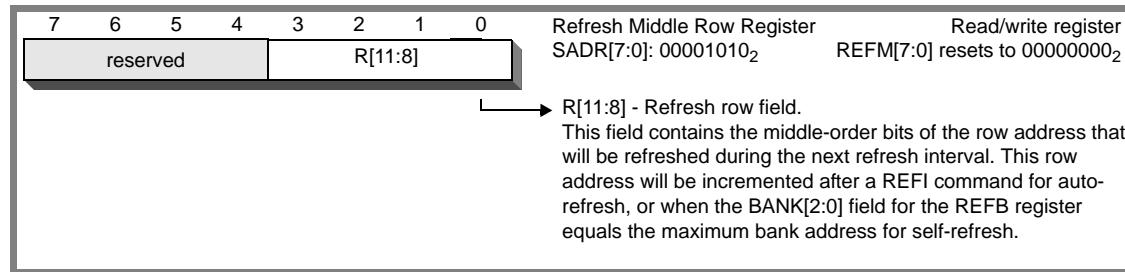 7 6 5 4 3 2 1 0
reserved R[11:8]
Refresh Middle Row Register Read/write register
SADR[7:0]: 00001010₂ REFM[7:0] resets to 00000000₂
R[11:8] - Refresh row field.
This field contains the middle-order bits of the row address that
will be refreshed during the next refresh interval. This row
address will be incremented after a REFI command for auto-
refresh, or when the BANK[2:0] field for the REFB register
equals the maximum bank address for self-refresh.